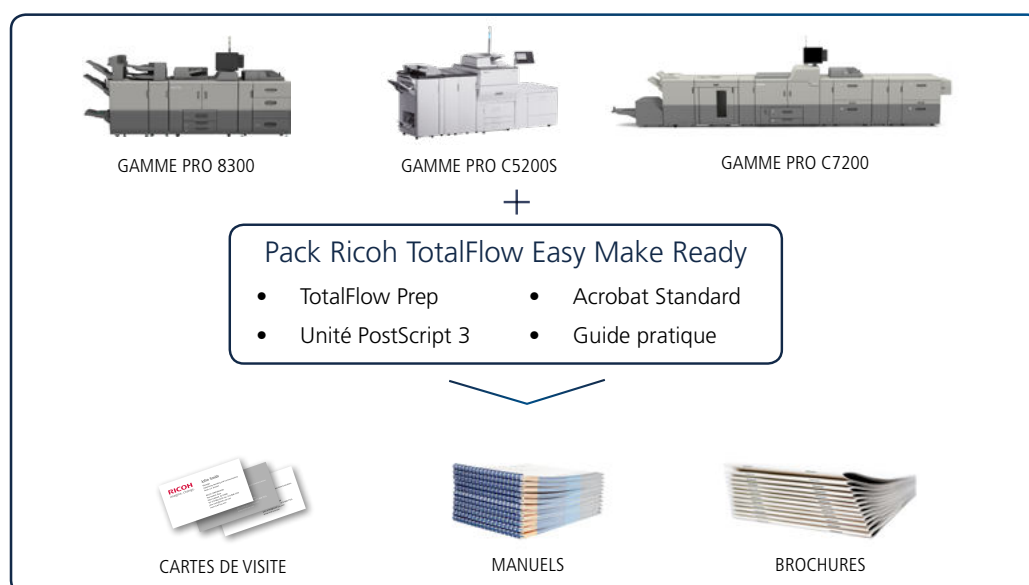 GAMME PRO 8300
GAMME PRO C5200S
GAMME PRO C7200
+
Pack Ricoh TotalFlow Easy Make Ready
• TotalFlow Prep
• Acrobat Standard
• Unité PostScript 3
• Guide pratique
RICOH
CARTES DE VISITE
MANUELS
BROCHURES